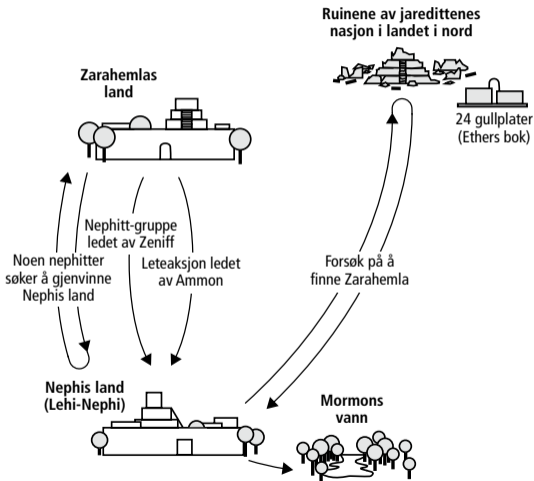 Ruinene av jaredittenes
nasjon i landet i nord
Zarahemlas
land
24 gullplater
(Ethers bok)
Nephitt-gruppe
ledet av Zeniff
Noen nephitter
søker å gjenvinne
Nephis land
Leteaksjon ledet
av Ammon
Forsøk på å
finne Zarahemla
Nephis land
(Lehi-Nephi)
Mormons
vann